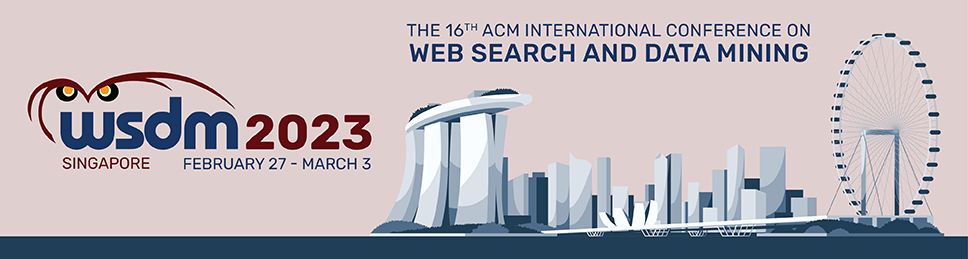 THE 16TH ACM INTERNATIONAL CONFERENCE ON
WEB SEARCH AND DATA MINING
wsdm 2023
SINGAPORE FEBRUARY 27 - MARCH 3